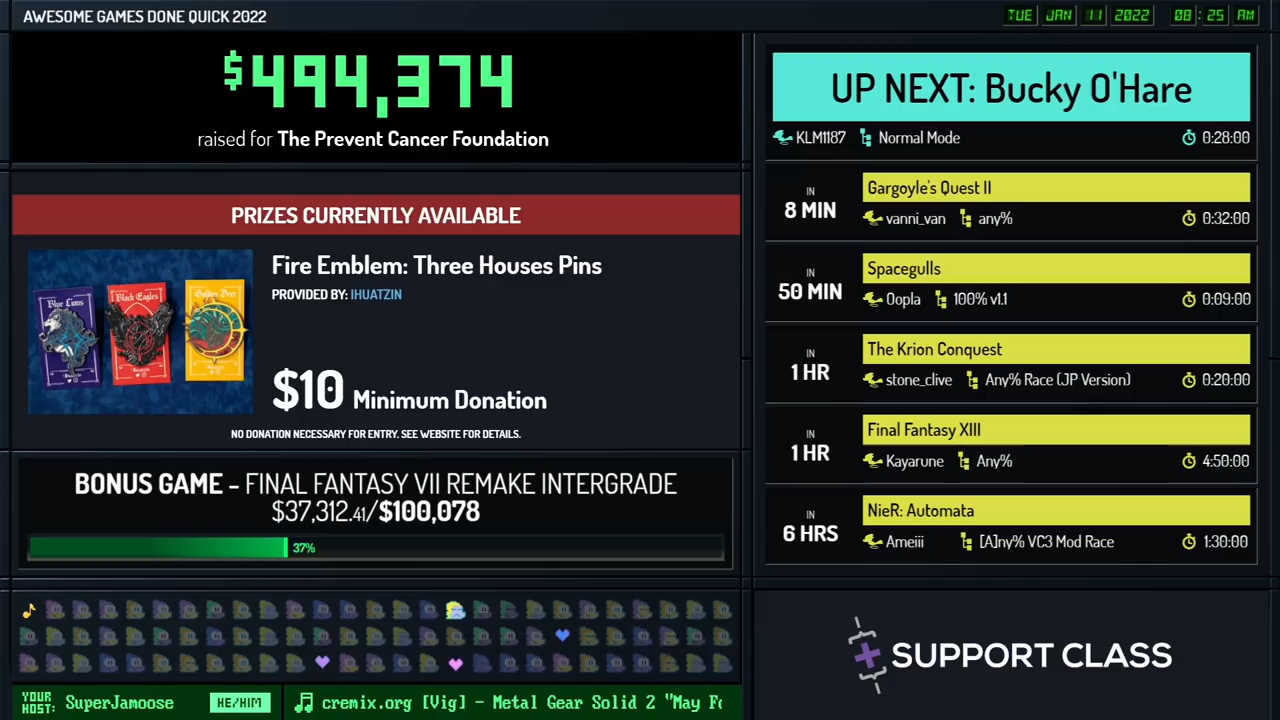 AWESOME GAMES DONE QUICK 2022
TUE JAN 11 2022 08:25 AM
$494,374
raised for The Prevent Cancer Foundation
PRIZES CURRENTLY AVAILABLE
Blue Lions
Black Eagles
Golden Deer
Fire Emblem: Three Houses Pins
PROVIDED BY: IHUATZIN
$10 Minimum Donation
NO DONATION NECESSARY FOR ENTRY. SEE WEBSITE FOR DETAILS.
BONUS GAME - FINAL FANTASY VII REMAKE INTERGRADE
$37,312.41/$100,078
37%
YOUR HOST: SuperJamoose HE/HIM
cremix.org [Vig] - Metal Gear Solid 2 "May Fo
UP NEXT: Bucky O'Hare
KLM1187 Normal Mode 0:28:00
IN 8 MIN
Gargoyle's Quest II
vanni_van any% 0:32:00
IN 50 MIN
Spacegulls
Oopla 100% v1.1 0:09:00
IN 1 HR
The Krion Conquest
stone_clive Any% Race (JP Version) 0:20:00
IN 1 HR
Final Fantasy XIII
Kayarune Any% 4:50:00
IN 6 HRS
NieR: Automata
Ameiii [A]ny% VC3 Mod Race 1:30:00
SUPPORT CLASS